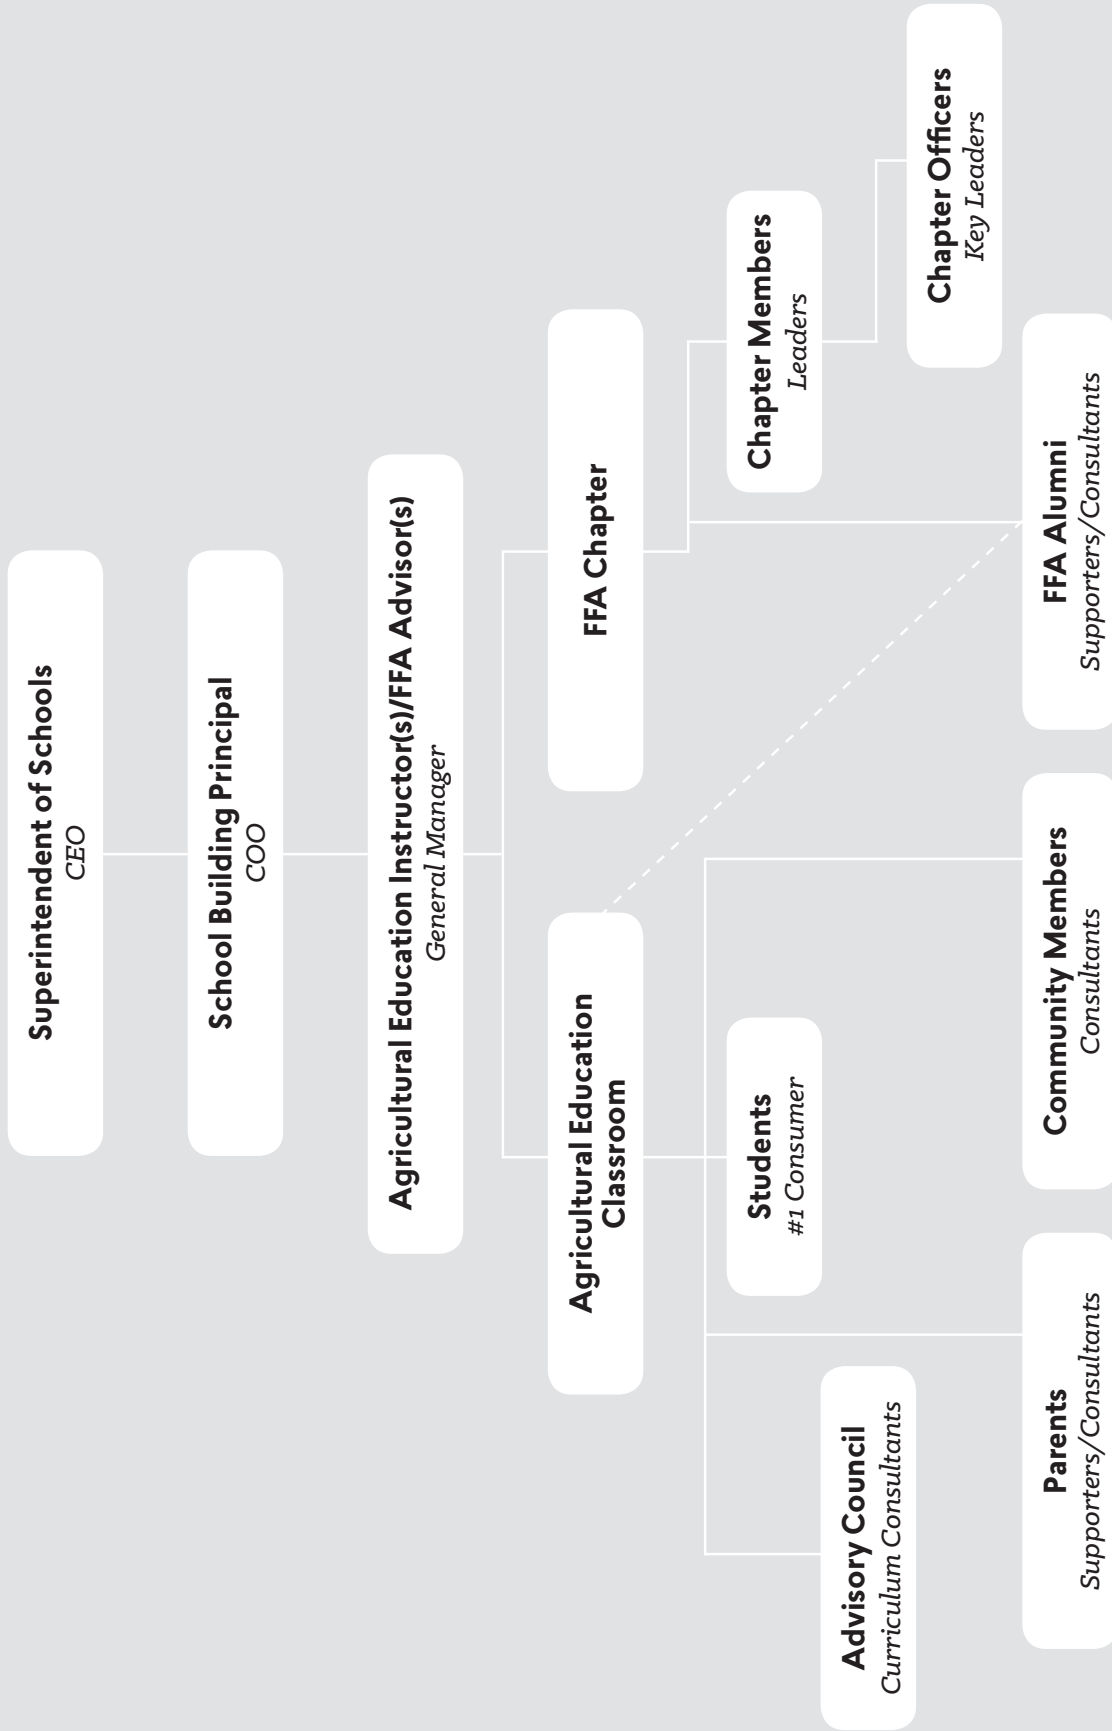 Superintendent of Schools
CEO
School Building Principal
COO
Agricultural Education Instructor(s)/FFA Advisor(s)
General Manager
Agricultural Education
Classroom
FFA Chapter
Students
#1 Consumer
Chapter Members
Leaders
Advisory Council
Curriculum Consultants
Chapter Officers
Key Leaders
Parents
Supporters/Consultants
Community Members
Consultants
FFA Alumni
Supporters/Consultants